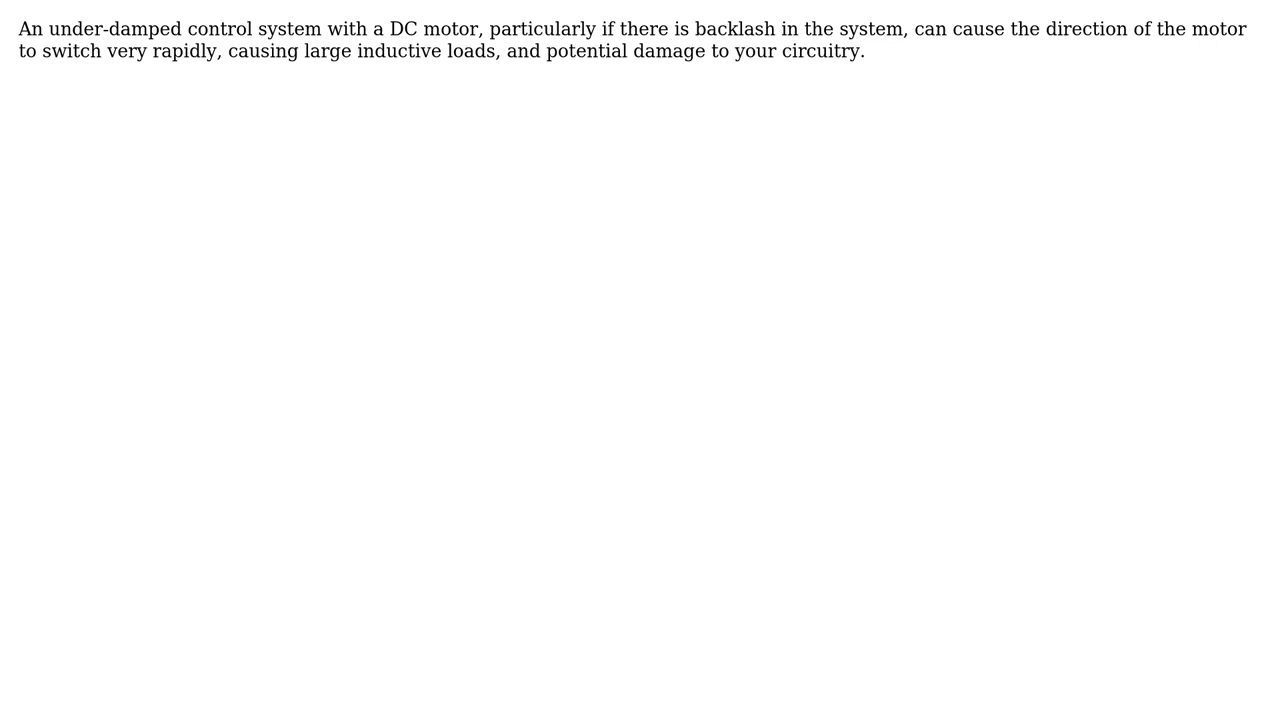 An under-damped control system with a DC motor, particularly if there is backlash in the system, can cause the direction of the motor
to switch very rapidly, causing large inductive loads, and potential damage to your circuitry.